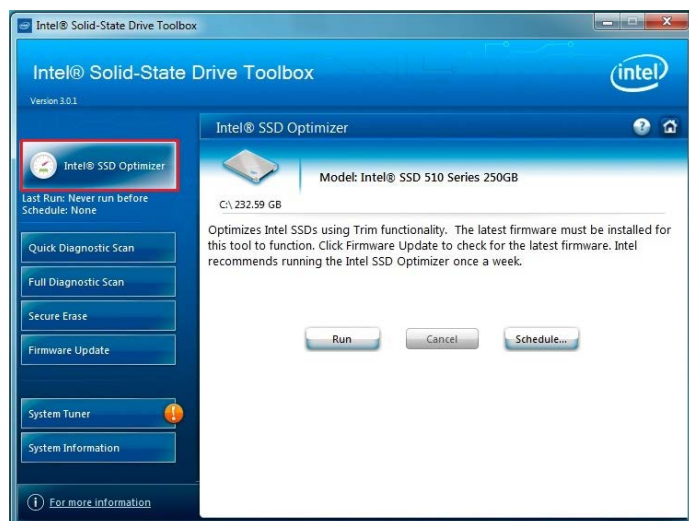 Intel® Solid-State Drive Toolbox
Intel® Solid-State Drive Toolbox
Version 3.0.1
intel
Intel® SSD Optimizer
Last Run: Never run before
Schedule: None
Quick Diagnostic Scan
Full Diagnostic Scan
Secure Erase
Firmware Update
System Tuner
!
System Information
i
For more information
Intel® SSD Optimizer
?
Model: Intel® SSD 510 Series 250GB
C:\ 232.59 GB
Optimizes Intel SSDs using Trim functionality.  The latest firmware must be installed for
this tool to function. Click Firmware Update to check for the latest firmware. Intel
recommends running the Intel SSD Optimizer once a week.
Run
Cancel
Schedule...